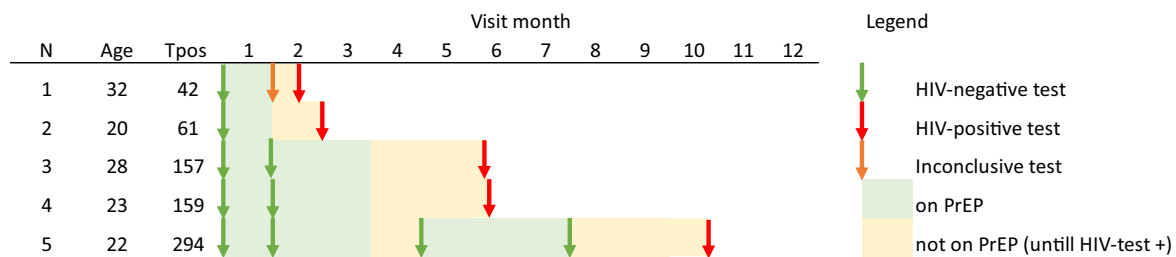 Visit month Legend
N Age Tpos 1 2 3 4 5 6 7 8 9 10 11 12
1 32 42 HIV-negative test
2 20 61 HIV-positive test
3 28 157 Inconclusive test
4 23 159 on PrEP
5 22 294 not on PrEP (untill HIV-test +)